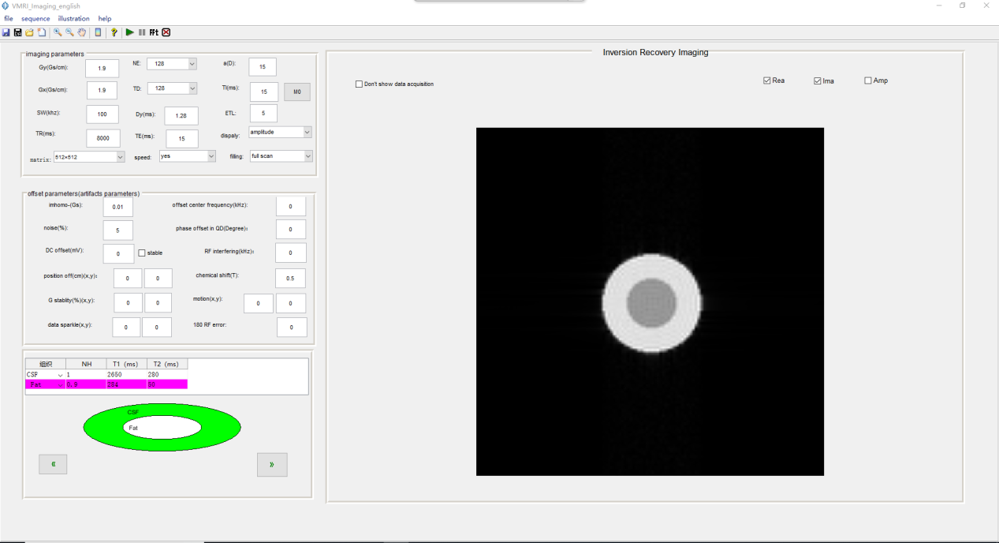 VMRI_Imaging_english
file sequence illustration help
Fft
imaging parameters
Gy(Gs/cm): 1.9 NE: 128 a(D): 15
Gx(Gs/cm): 1.9 TD: 128 TI(ms): 15 M0
SW(khz): 100 Dy(ms): 1.28 ETL: 5
TR(ms): 8000 TE(ms): 15 dispaly: amplitude
matrix: 512×512 speed: yes filling: full scan
offset parameters(artifacts parameters)
imhomo-(Gs): 0.01 offset center frequency(kHz): 0
noise(%): 5 phase offset in QD(Degree): 0
DC offset(mV): 0 stable RF interfering(kHz): 0
position off(cm)(x,y): 0 0 chemical shift(T): 0.5
G stablity(%)(x,y): 0 0 motion(x,y): 0 0
data sparkle(x,y): 0 0 180 RF error: 0
组织 NH T1 (ms) T2 (ms)
CSF 1 2650 280
Fat 0.9 284 50
CSF
Fat
« »
Inversion Recovery Imaging
Don't show data acquisition Rea Ima Amp